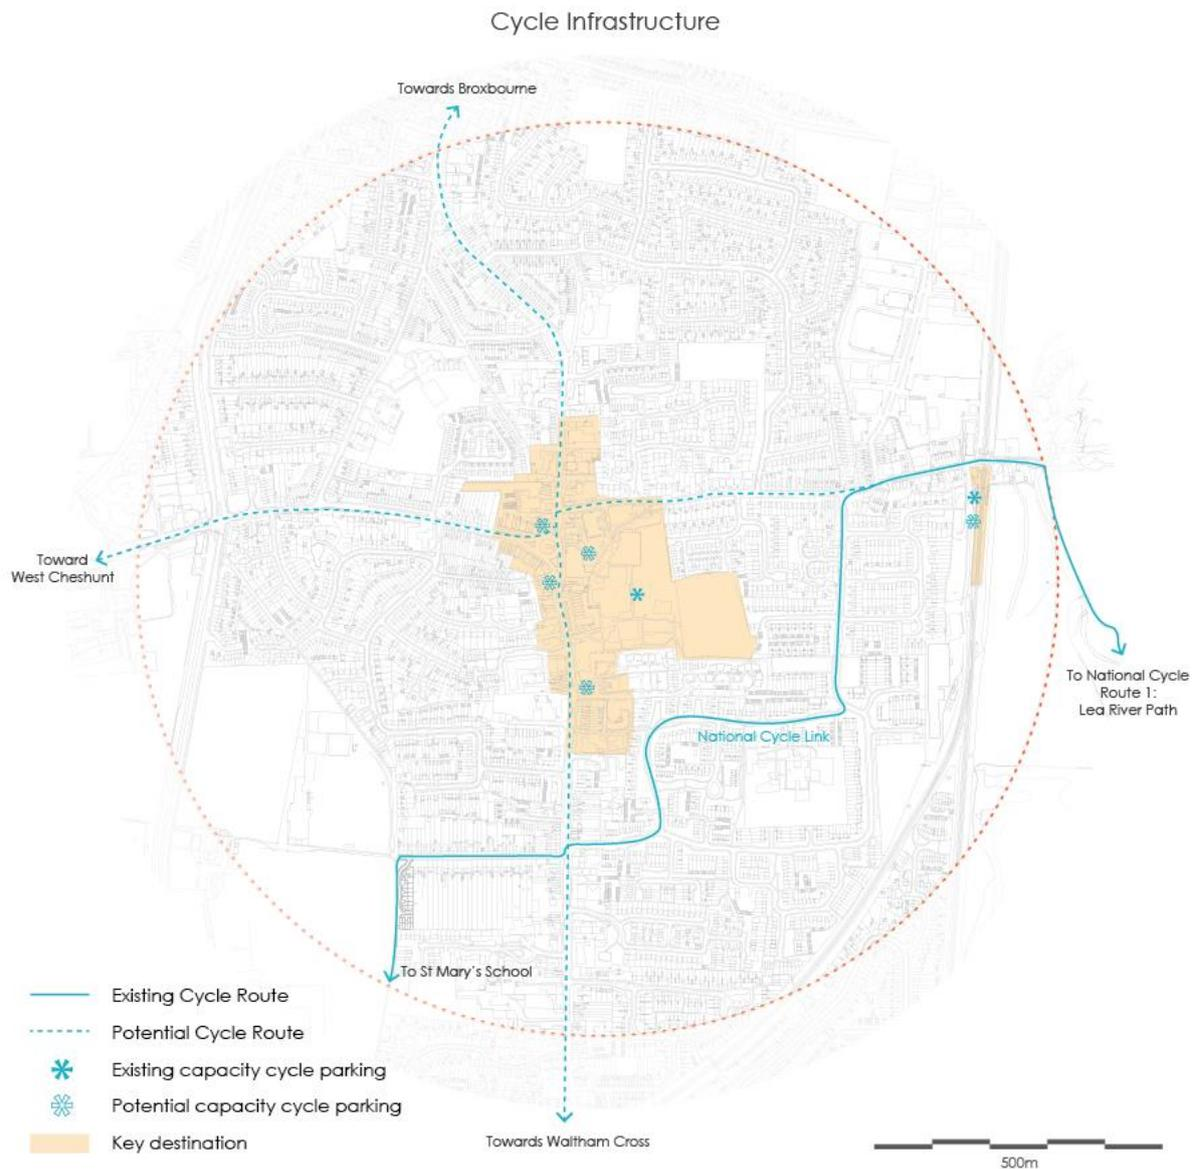 Cycle Infrastructure
Towards Broxbourne
Toward
West Cheshunt
To National Cycle
Route 1:
Lea River Path
National Cycle Link
To St Mary's School
Existing Cycle Route
Potential Cycle Route
Existing capacity cycle parking
Potential capacity cycle parking
Key destination
Towards Waltham Cross
500m